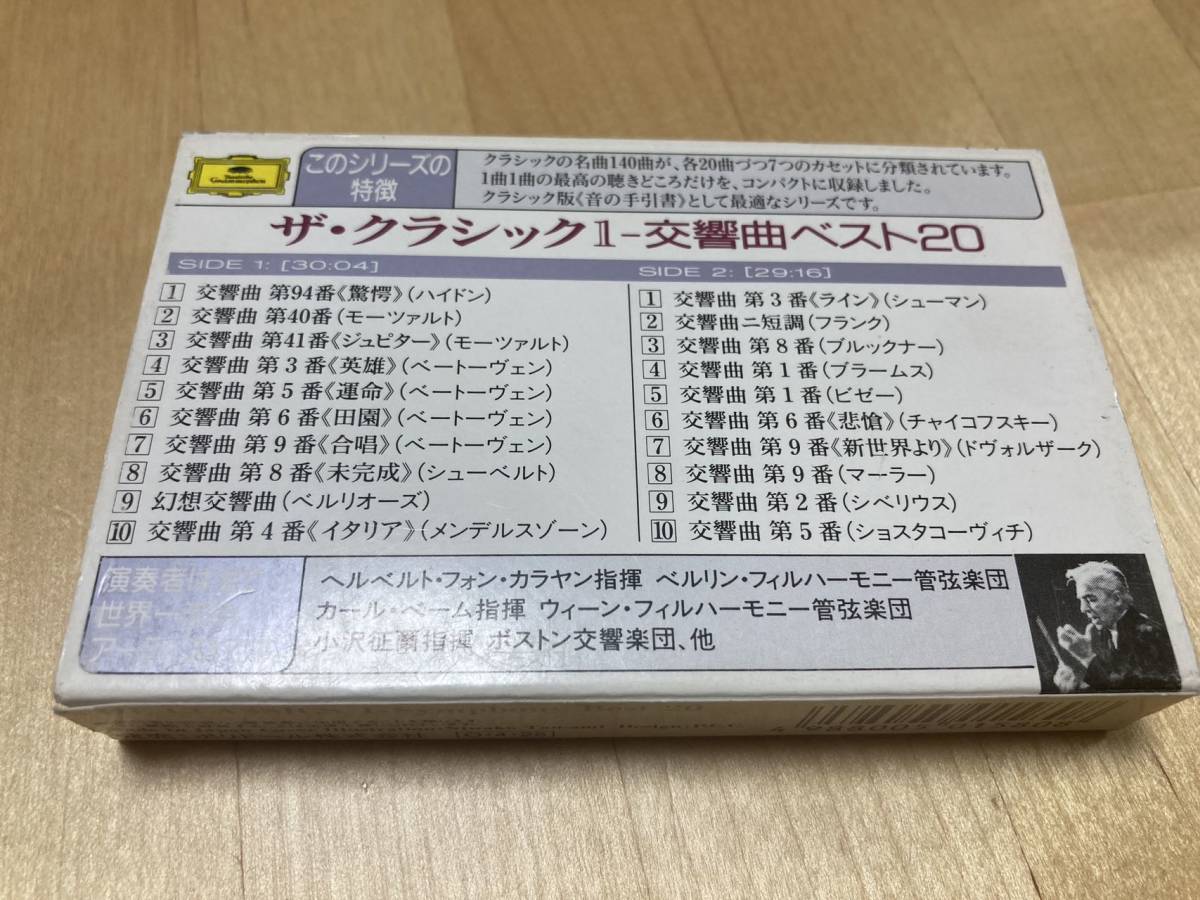 Deutsche
Grammophon
このシリーズの
特徴
クラシックの名曲140曲が、各20曲づつ7つのカセットに分類されています。
1曲1曲の最高の聴きどころだけを、コンパクトに収録しました。
クラシック版《音の手引書》として最適なシリーズです。
ザ・クラシック1-交響曲ベスト20
SIDE 1: [30:04]
1 交響曲 第94番《驚愕》(ハイドン)
2 交響曲 第40番(モーツァルト)
3 交響曲 第41番《ジュピター》(モーツァルト)
4 交響曲 第3番《英雄》(ベートーヴェン)
5 交響曲 第5番《運命》(ベートーヴェン)
6 交響曲 第6番《田園》(ベートーヴェン)
7 交響曲 第9番《合唱》(ベートーヴェン)
8 交響曲 第8番《未完成》(シューベルト)
9 幻想交響曲(ベルリオーズ)
10 交響曲 第4番《イタリア》(メンデルスゾーン)
SIDE 2: [29:16]
1 交響曲 第3番《ライン》(シューマン)
2 交響曲ニ短調(フランク)
3 交響曲 第8番(ブルックナー)
4 交響曲 第1番(ブラームス)
5 交響曲 第1番(ビゼー)
6 交響曲 第6番《悲愴》(チャイコフスキー)
7 交響曲 第9番《新世界より》(ドヴォルザーク)
8 交響曲 第9番(マーラー)
9 交響曲 第2番(シベリウス)
10 交響曲 第5番(ショスタコーヴィチ)
演奏者は
世界一
ヘルベルト・フォン・カラヤン指揮 ベルリン・フィルハーモニー管弦楽団
カール・ベーム指揮 ウィーン・フィルハーモニー管弦楽団
小沢征爾指揮 ボストン交響楽団、他